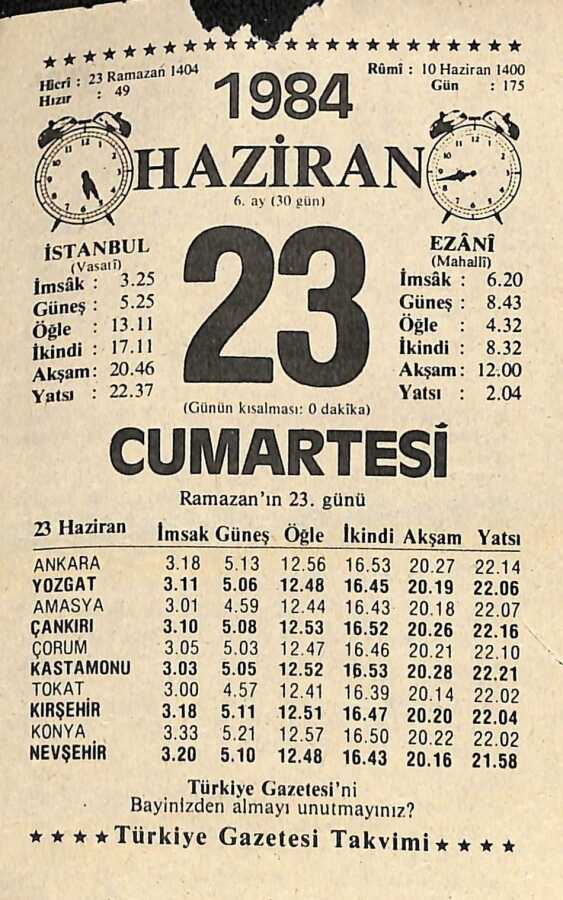 ★★★★★★★★★★★★★★★★★★★★★★★★
Hicrî : 23 Ramazan 1404
Hızır : 49
1984
Rûmî : 10 Haziran 1400
Gün : 175
HAZİRAN
6. ay (30 gün)
İSTANBUL
(Vasatî)
İmsâk : 3.25
Güneş : 5.25
Öğle : 13.11
İkindi : 17.11
Akşam: 20.46
Yatsı : 22.37
23
(Günün kısalması: 0 dakika)
EZÂNÎ
(Mahallî)
İmsâk : 6.20
Güneş : 8.43
Öğle : 4.32
İkindi : 8.32
Akşam: 12.00
Yatsı : 2.04
CUMARTESİ
Ramazan'ın 23. günü
23 Haziran İmsak Güneş Öğle İkindi Akşam Yatsı
ANKARA 3.18 5.13 12.56 16.53 20.27 22.14
YOZGAT 3.11 5.06 12.48 16.45 20.19 22.06
AMASYA 3.01 4.59 12.44 16.43 20.18 22.07
ÇANKIRI 3.10 5.08 12.53 16.52 20.26 22.16
ÇORUM 3.05 5.03 12.47 16.46 20.21 22.10
KASTAMONU 3.03 5.05 12.52 16.53 20.28 22.21
TOKAT 3.00 4.57 12.41 16.39 20.14 22.02
KIRŞEHİR 3.18 5.11 12.51 16.47 20.20 22.04
KONYA 3.33 5.21 12.57 16.50 20.22 22.02
NEVŞEHİR 3.20 5.10 12.48 16.43 20.16 21.58
Türkiye Gazetesi'ni
Bayinizden almayı unutmayınız?
★★★★Türkiye Gazetesi Takvimi★★★★